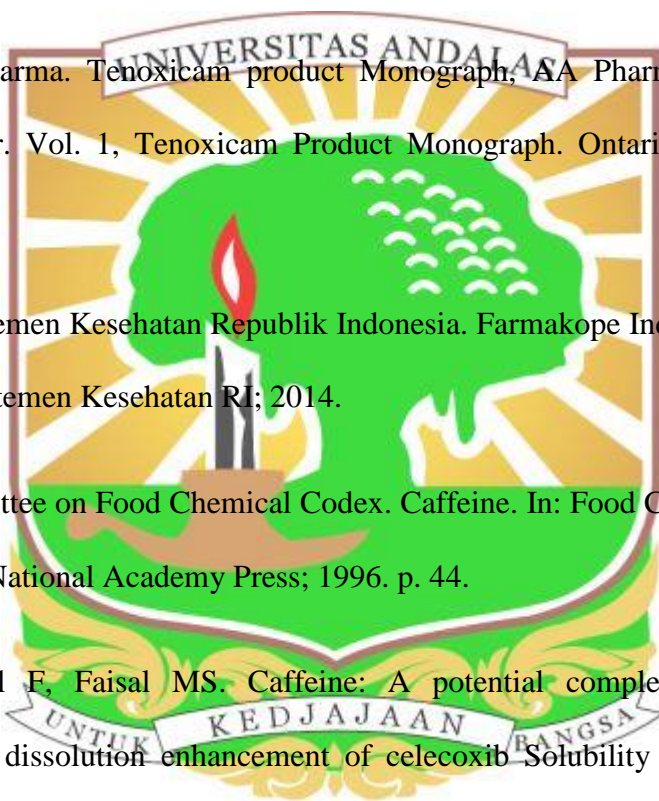 UNIVERSITAS ANDALAS
arma. Tenoxicam product Monograph, AA Pharm
r. Vol. 1, Tenoxicam Product Monograph. Ontari
emen Kesehatan Republik Indonesia. Farmakope Ind
temen Kesehatan RI; 2014.
ttee on Food Chemical Codex. Caffeine. In: Food C
National Academy Press; 1996. p. 44.
l F, Faisal MS. Caffeine: A potential comple
UNTUK KEDJAJAAN BANGSA
dissolution enhancement of celecoxib Solubility